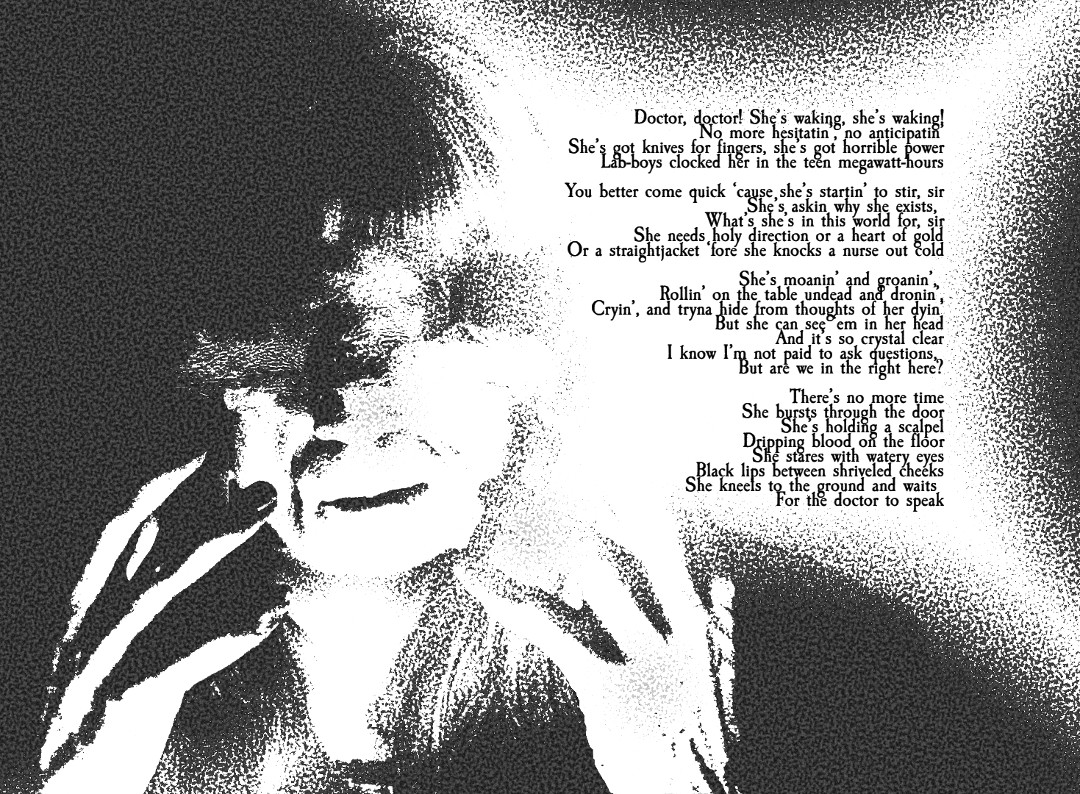 Doctor, doctor! She's waking, she's waking!
No more hesitatin', no anticipatin'
She's got knives for fingers, she's got horrible power
Lab-boys clocked her in the teen megawatt-hours
You better come quick 'cause she's startin' to stir, sir
She's askin why she exists,
What's she's in this world for, sir
She needs holy direction or a heart of gold
Or a straightjacket 'fore she knocks a nurse out cold
She's moanin' and groanin',
Rollin' on the table undead and dronin',
Cryin', and tryna hide from thoughts of her dyin'
But she can see 'em in her head
And it's so crystal clear
I know I'm not paid to ask questions,
But are we in the right here?
There's no more time
She bursts through the door
She's holding a scalpel
Dripping blood on the floor
She stares with watery eyes
Black lips between shriveled cheeks
She kneels to the ground and waits
For the doctor to speak